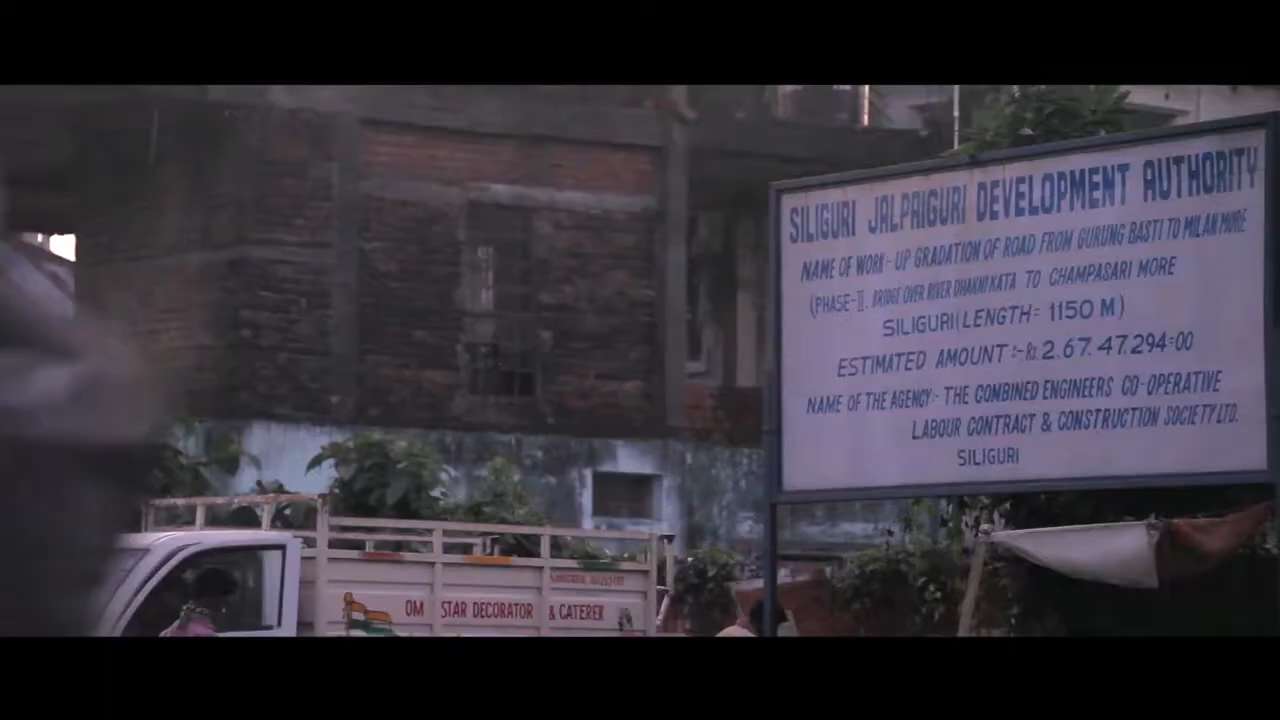 SILIGURI JALPAIGURI DEVELOPMENT AUTHORITY
NAME OF WORK:- UP GRADATION OF ROAD FROM GURUNG BASTI TO MILAN MORE
(PHASE-II. BRIDGE OVER RIVER DHAKNIKATA TO CHAMPASARI MORE
SILIGURI (LENGTH= 1150 M)
ESTIMATED AMOUNT :-Rs. 2.67.47.294=00
NAME OF THE AGENCY:- THE COMBINED ENGINEERS CO-OPERATIVE
LABOUR CONTRACT & CONSTRUCTION SOCIETY LTD.
SILIGURI
OM STAR DECORATOR & CATERER